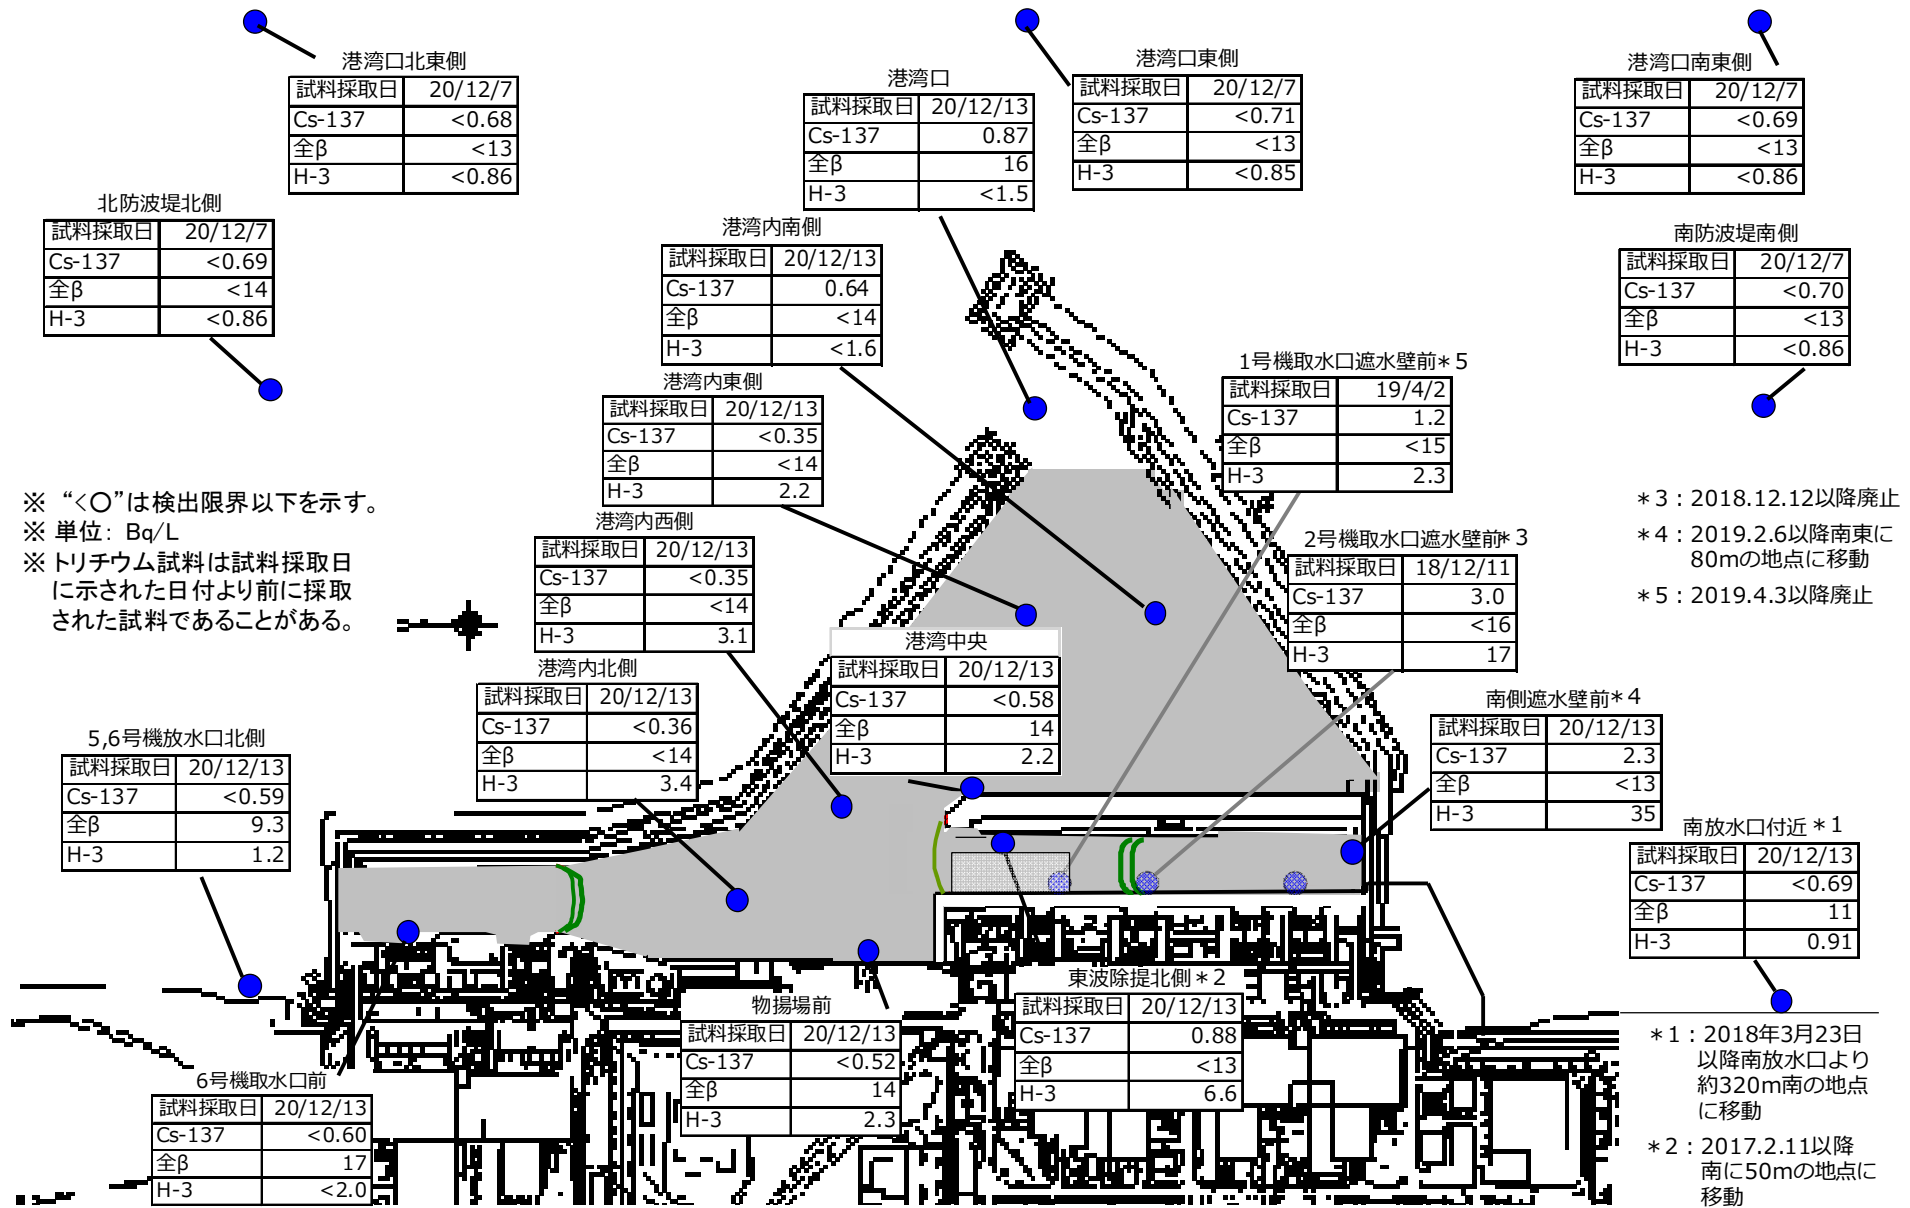 港湾口北東側
試料採取日 20/12/7
Cs-137 <0.68
全β <13
H-3 <0.86
港湾口
試料採取日 20/12/13
Cs-137 0.87
全β 16
H-3 <1.5
港湾口東側
試料採取日 20/12/7
Cs-137 <0.71
全β <13
H-3 <0.85
港湾口南東側
試料採取日 20/12/7
Cs-137 <0.69
全β <13
H-3 <0.86
北防波堤北側
試料採取日 20/12/7
Cs-137 <0.69
全β <14
H-3 <0.86
港湾内南側
試料採取日 20/12/13
Cs-137 0.64
全β <14
H-3 <1.6
南防波堤南側
試料採取日 20/12/7
Cs-137 <0.70
全β <13
H-3 <0.86
港湾内東側
試料採取日 20/12/13
Cs-137 <0.35
全β <14
H-3 2.2
1号機取水口遮水壁前*5
試料採取日 19/4/2
Cs-137 1.2
全β <15
H-3 2.3
※ “<○”は検出限界以下を示す。
※ 単位: Bq/L
※ トリチウム試料は試料採取日
に示された日付より前に採取
された試料であることがある。
港湾内西側
試料採取日 20/12/13
Cs-137 <0.35
全β <14
H-3 3.1
2号機取水口遮水壁前*3
試料採取日 18/12/11
Cs-137 3.0
全β <16
H-3 17
*3:2018.12.12以降廃止
*4:2019.2.6以降南東に
80mの地点に移動
*5:2019.4.3以降廃止
港湾内北側
試料採取日 20/12/13
Cs-137 <0.36
全β <14
H-3 3.4
港湾中央
試料採取日 20/12/13
Cs-137 <0.58
全β 14
H-3 2.2
南側遮水壁前*4
試料採取日 20/12/13
Cs-137 2.3
全β <13
H-3 35
5,6号機放水口北側
試料採取日 20/12/13
Cs-137 <0.59
全β 9.3
H-3 1.2
南放水口付近*1
試料採取日 20/12/13
Cs-137 <0.69
全β 11
H-3 0.91
6号機取水口前
試料採取日 20/12/13
Cs-137 <0.60
全β 17
H-3 <2.0
物揚場前
試料採取日 20/12/13
Cs-137 <0.52
全β 14
H-3 2.3
東波除提北側*2
試料採取日 20/12/13
Cs-137 0.88
全β <13
H-3 6.6
*1:2018年3月23日
以降南放水口より
約320m南の地点
に移動
*2:2017.2.11以降
南に50mの地点に
移動